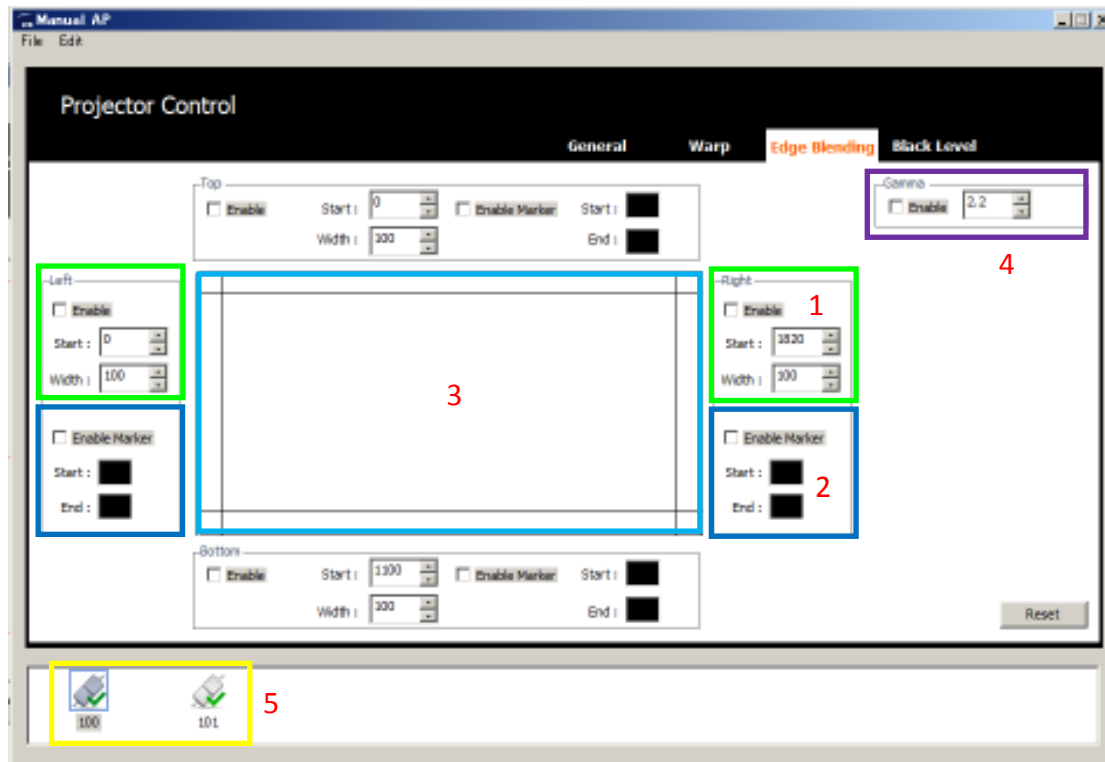 Manual AP
File Edit
Projector Control
General Warp Edge Blending Black Level
Top
Enable Start: 0 Enable Marker Start:
Width: 100 End:
Gamma
Enable 2.2
4
Left
Enable
Start: 0
Width: 100
Enable Marker
Start:
End:
3
Right
Enable 1
Start: 1820
Width: 100
Enable Marker
Start:
End: 2
Bottom
Enable Start: 1100 Enable Marker Start:
Width: 100 End:
Reset
100 101 5